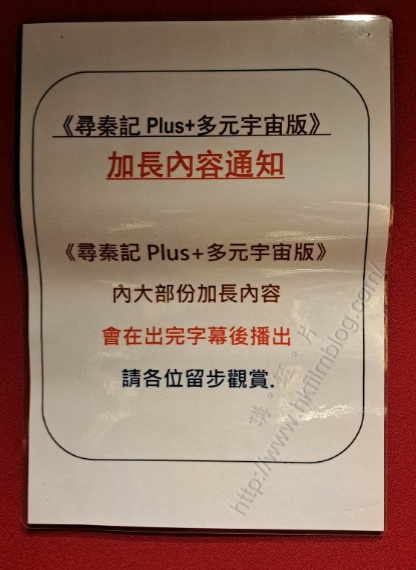 《尋秦記 Plus+多元宇宙版》
加長內容通知
《尋秦記 Plus+多元宇宙版》
內大部份加長內容
會在出完字幕後播出
請各位留步觀賞.
http://www.hkfilmblog.com/